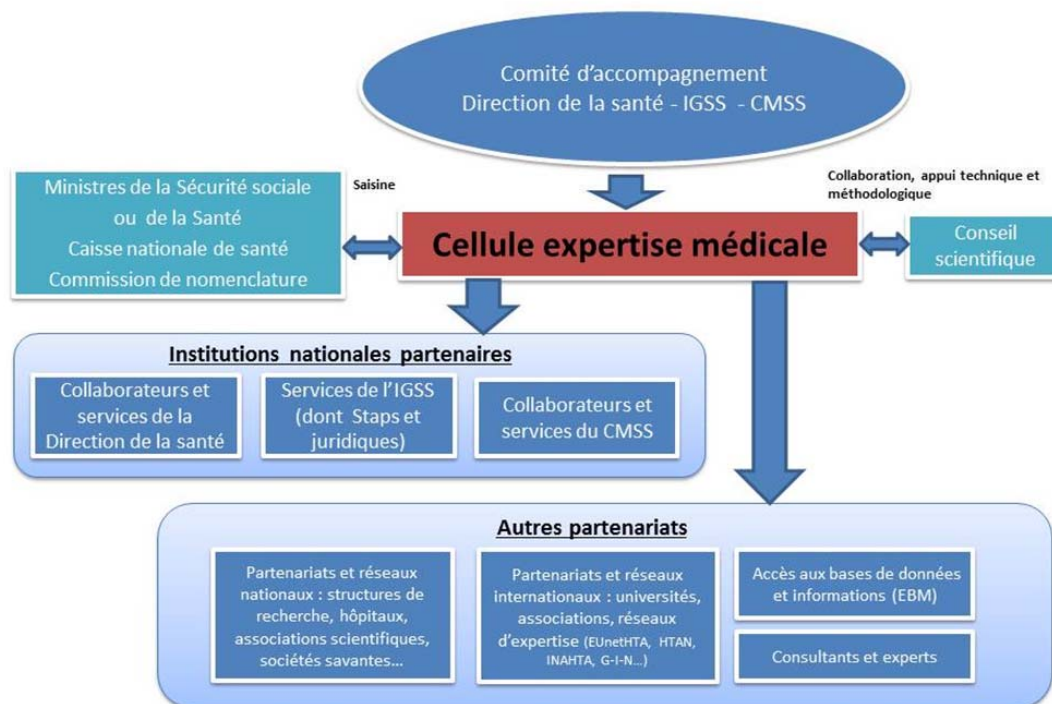 Comité d'accompagnement
Direction de la santé - IGSS - CMSS
Ministres de la Sécurité sociale
ou de la Santé
Caisse nationale de santé
Commission de nomenclature
Saisine
Cellule expertise médicale
Collaboration, appui technique et
méthodologique
Conseil
scientifique
Institutions nationales partenaires
Collaborateurs et
services de la
Direction de la santé
Services de l'IGSS
(dont Staps et
juridiques)
Collaborateurs et
services du CMSS
Autres partenariats
Partenariats et réseaux
nationaux : structures de
recherche, hôpitaux,
associations scientifiques,
sociétés savantes...
Partenariats et réseaux
internationaux : universités,
associations, réseaux
d'expertise (EUnetHTA, HTAN,
INAHTA, G-I-N...)
Accès aux bases de données
et informations (EBM)
Consultants et experts